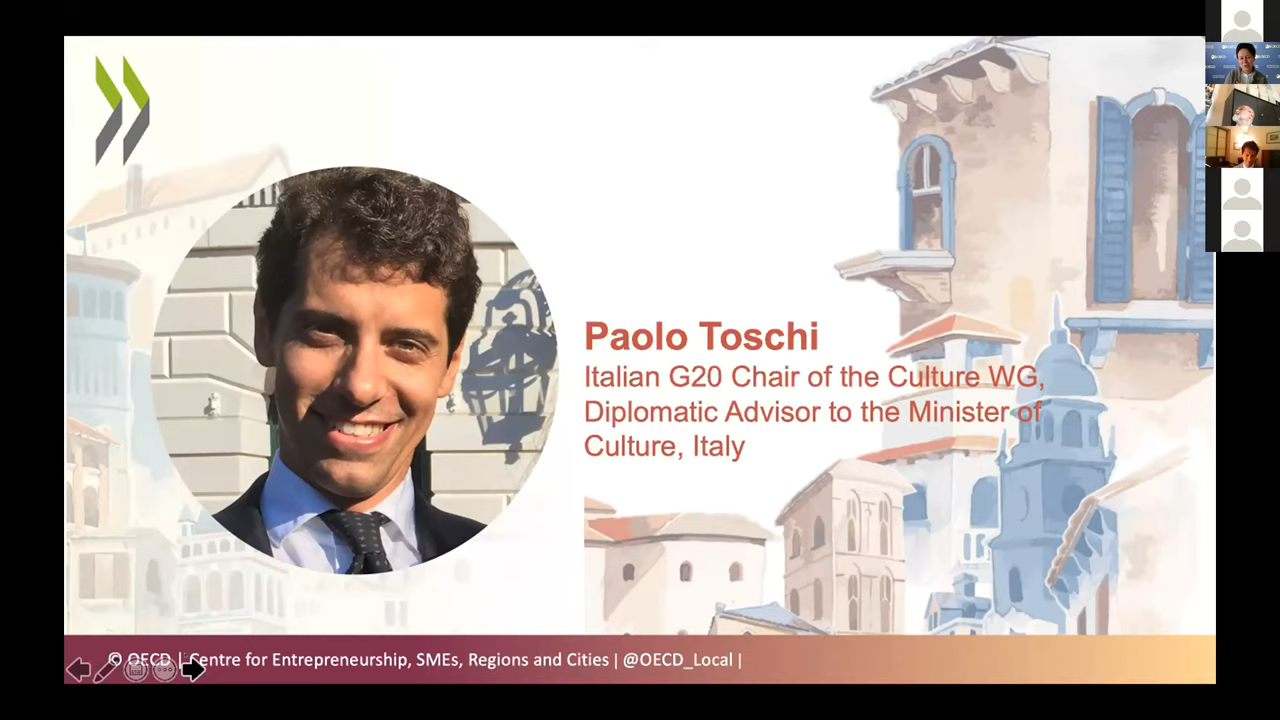 Paolo Toschi
Italian G20 Chair of the Culture WG,
Diplomatic Advisor to the Minister of
Culture, Italy
© OECD | Centre for Entrepreneurship, SMEs, Regions and Cities | @OECD_Local |